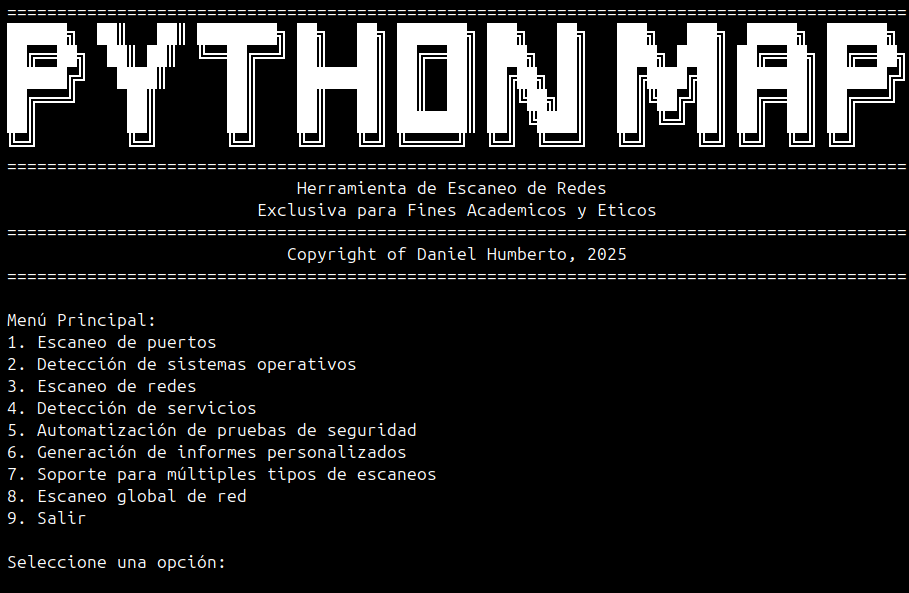 ==========================================================================================
PYTHON MAP
==========================================================================================
Herramienta de Escaneo de Redes
Exclusiva para Fines Academicos y Eticos
==========================================================================================
Copyright of Daniel Humberto, 2025
==========================================================================================
Menú Principal:
1. Escaneo de puertos
2. Detección de sistemas operativos
3. Escaneo de redes
4. Detección de servicios
5. Automatización de pruebas de seguridad
6. Generación de informes personalizados
7. Soporte para múltiples tipos de escaneos
8. Escaneo global de red
9. Salir
Seleccione una opción: